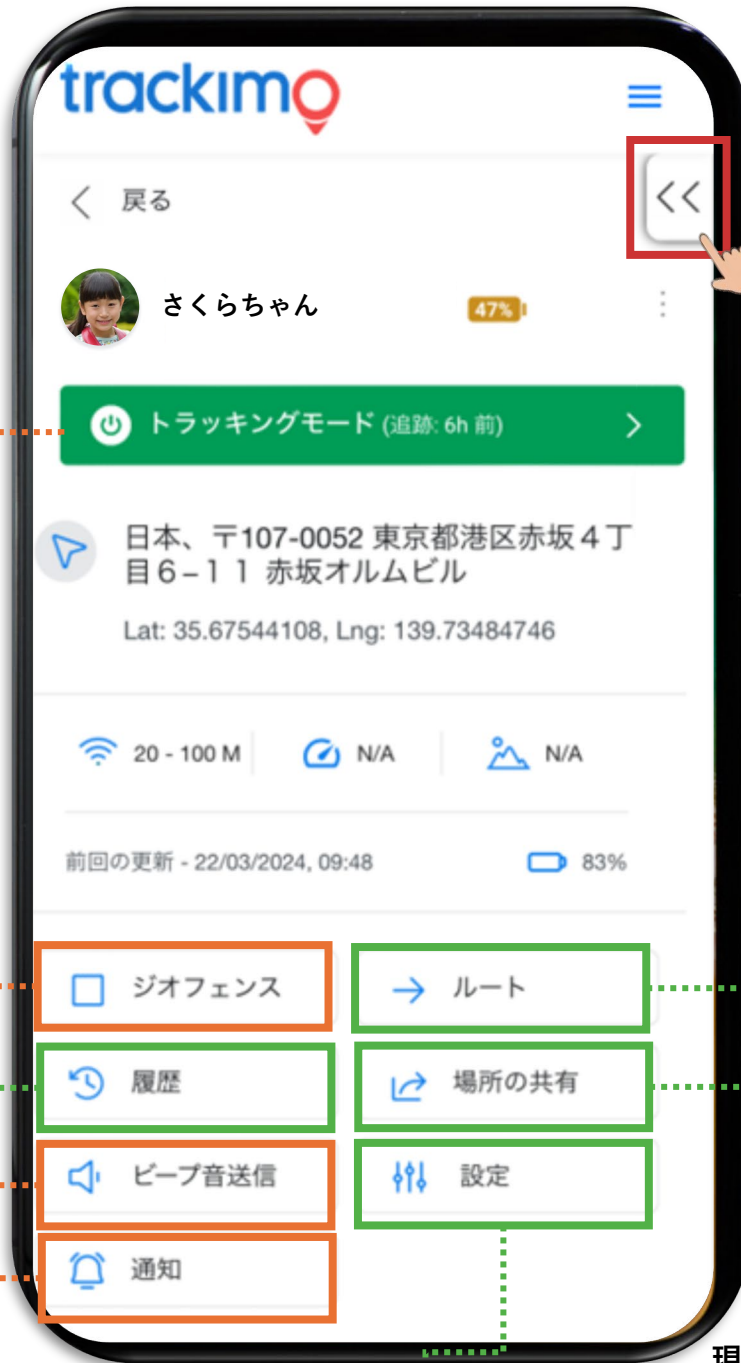 trackimo
戻る
さくらちゃん
47%
トラッキングモード (追跡: 6h 前)
日本、〒107-0052 東京都港区赤坂４丁
目６−１１ 赤坂オルムビル
Lat: 35.67544108, Lng: 139.73484746
20 - 100 M N/A N/A
前回の更新 - 22/03/2024, 09:48 83%
ジオフェンス ルート
履歴 場所の共有
ビープ音送信 設定
通知